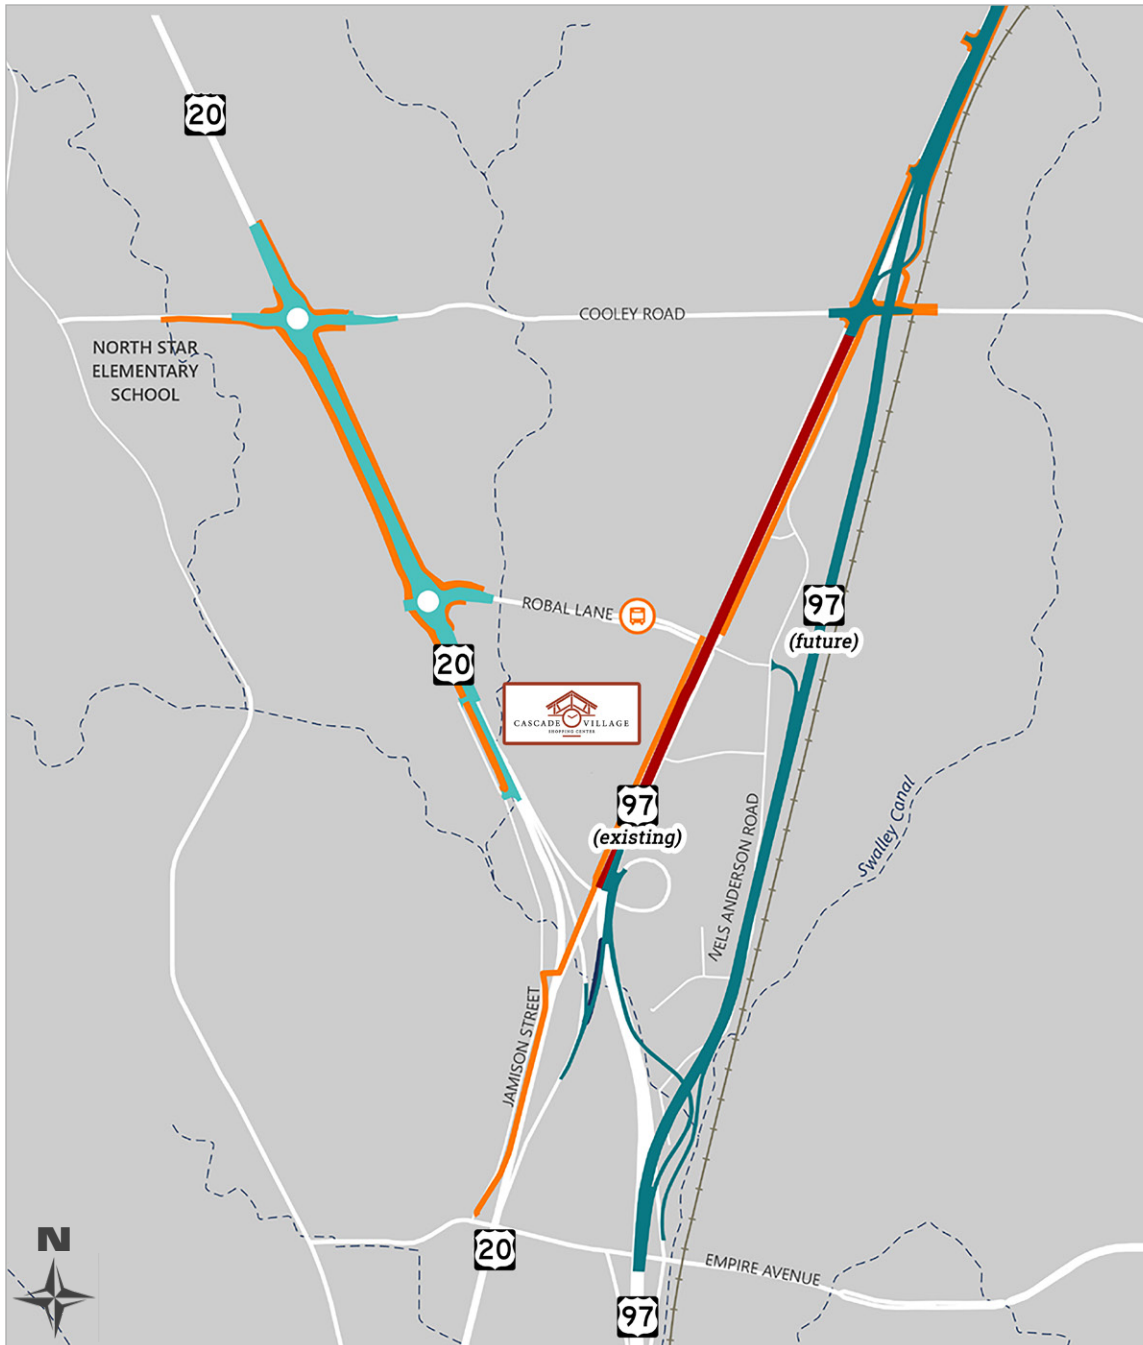 20
COOLEY ROAD
NORTH STAR
ELEMENTARY
SCHOOL
ROBAL LANE
97
(future)
20
CASCADE VILLAGE
SHOPPING CENTER
97
(existing)
NELS ANDERSON ROAD
Swalley Canal
JAMISON STREET
N
20
EMPIRE AVENUE
97